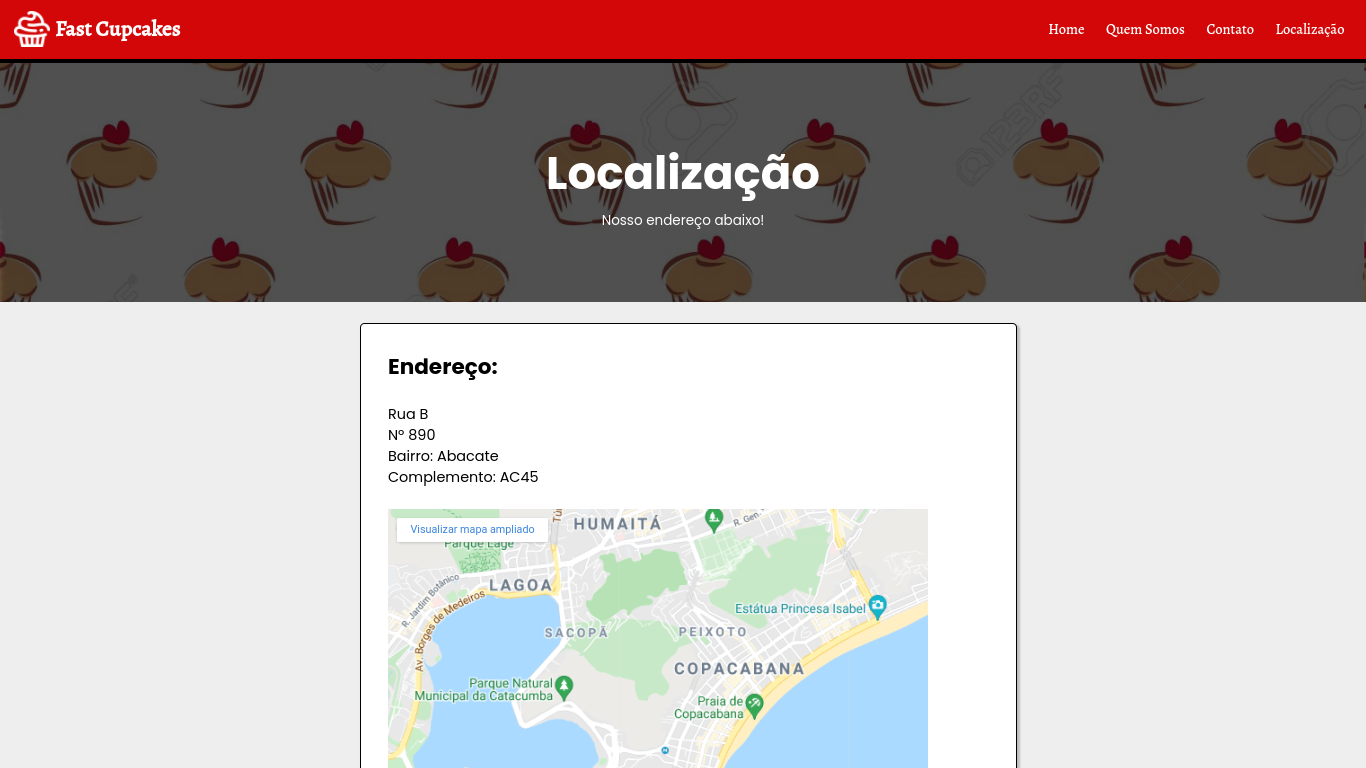 Fast Cupcakes
Home Quem Somos Contato Localização
123RF
Localização
Nosso endereço abaixo!
Endereço:
Rua B
Nº 890
Bairro: Abacate
Complemento: AC45
Visualizar mapa ampliado
HUMAITÁ
R. Gen.
Parque Lage
LAGOA
R. Jardim Botânico
Av. Borges de Medeiros
Estátua Princesa Isabel
SACOPÃ
PEIXOTO
COPACABANA
Parque Natural
Municipal da Catacumba
Praia de
Copacabana